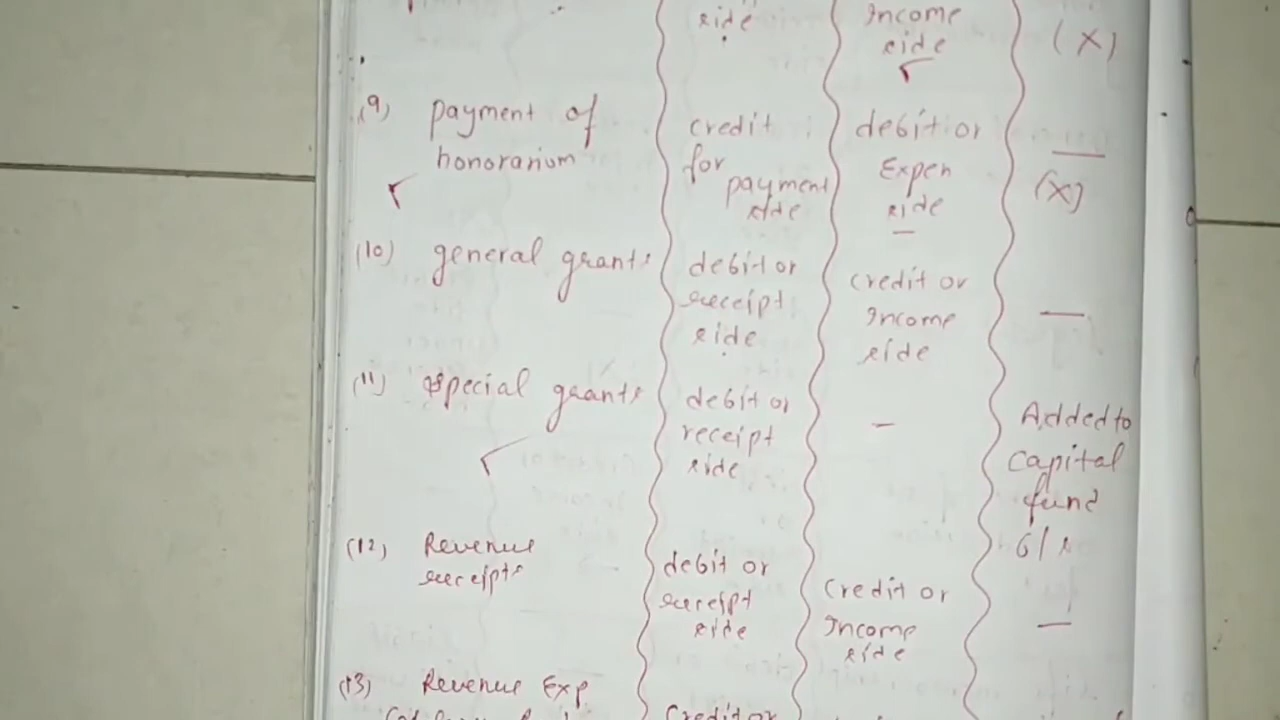 side
Income
side
(X)
(9) payment of
honorarium
credit
for
payment
side
debit or
Expen
side
—
—
(X)
(10) general grants
debit or
receipt
side
credit or
Income
side
—
(11) special grants
debit or
receipt
side
—
Added to
capital
fund
(12) Revenue
receipts
debit or
receipt
side
Credit or
Income
side
—
(13) Revenue Exp.
Credit or